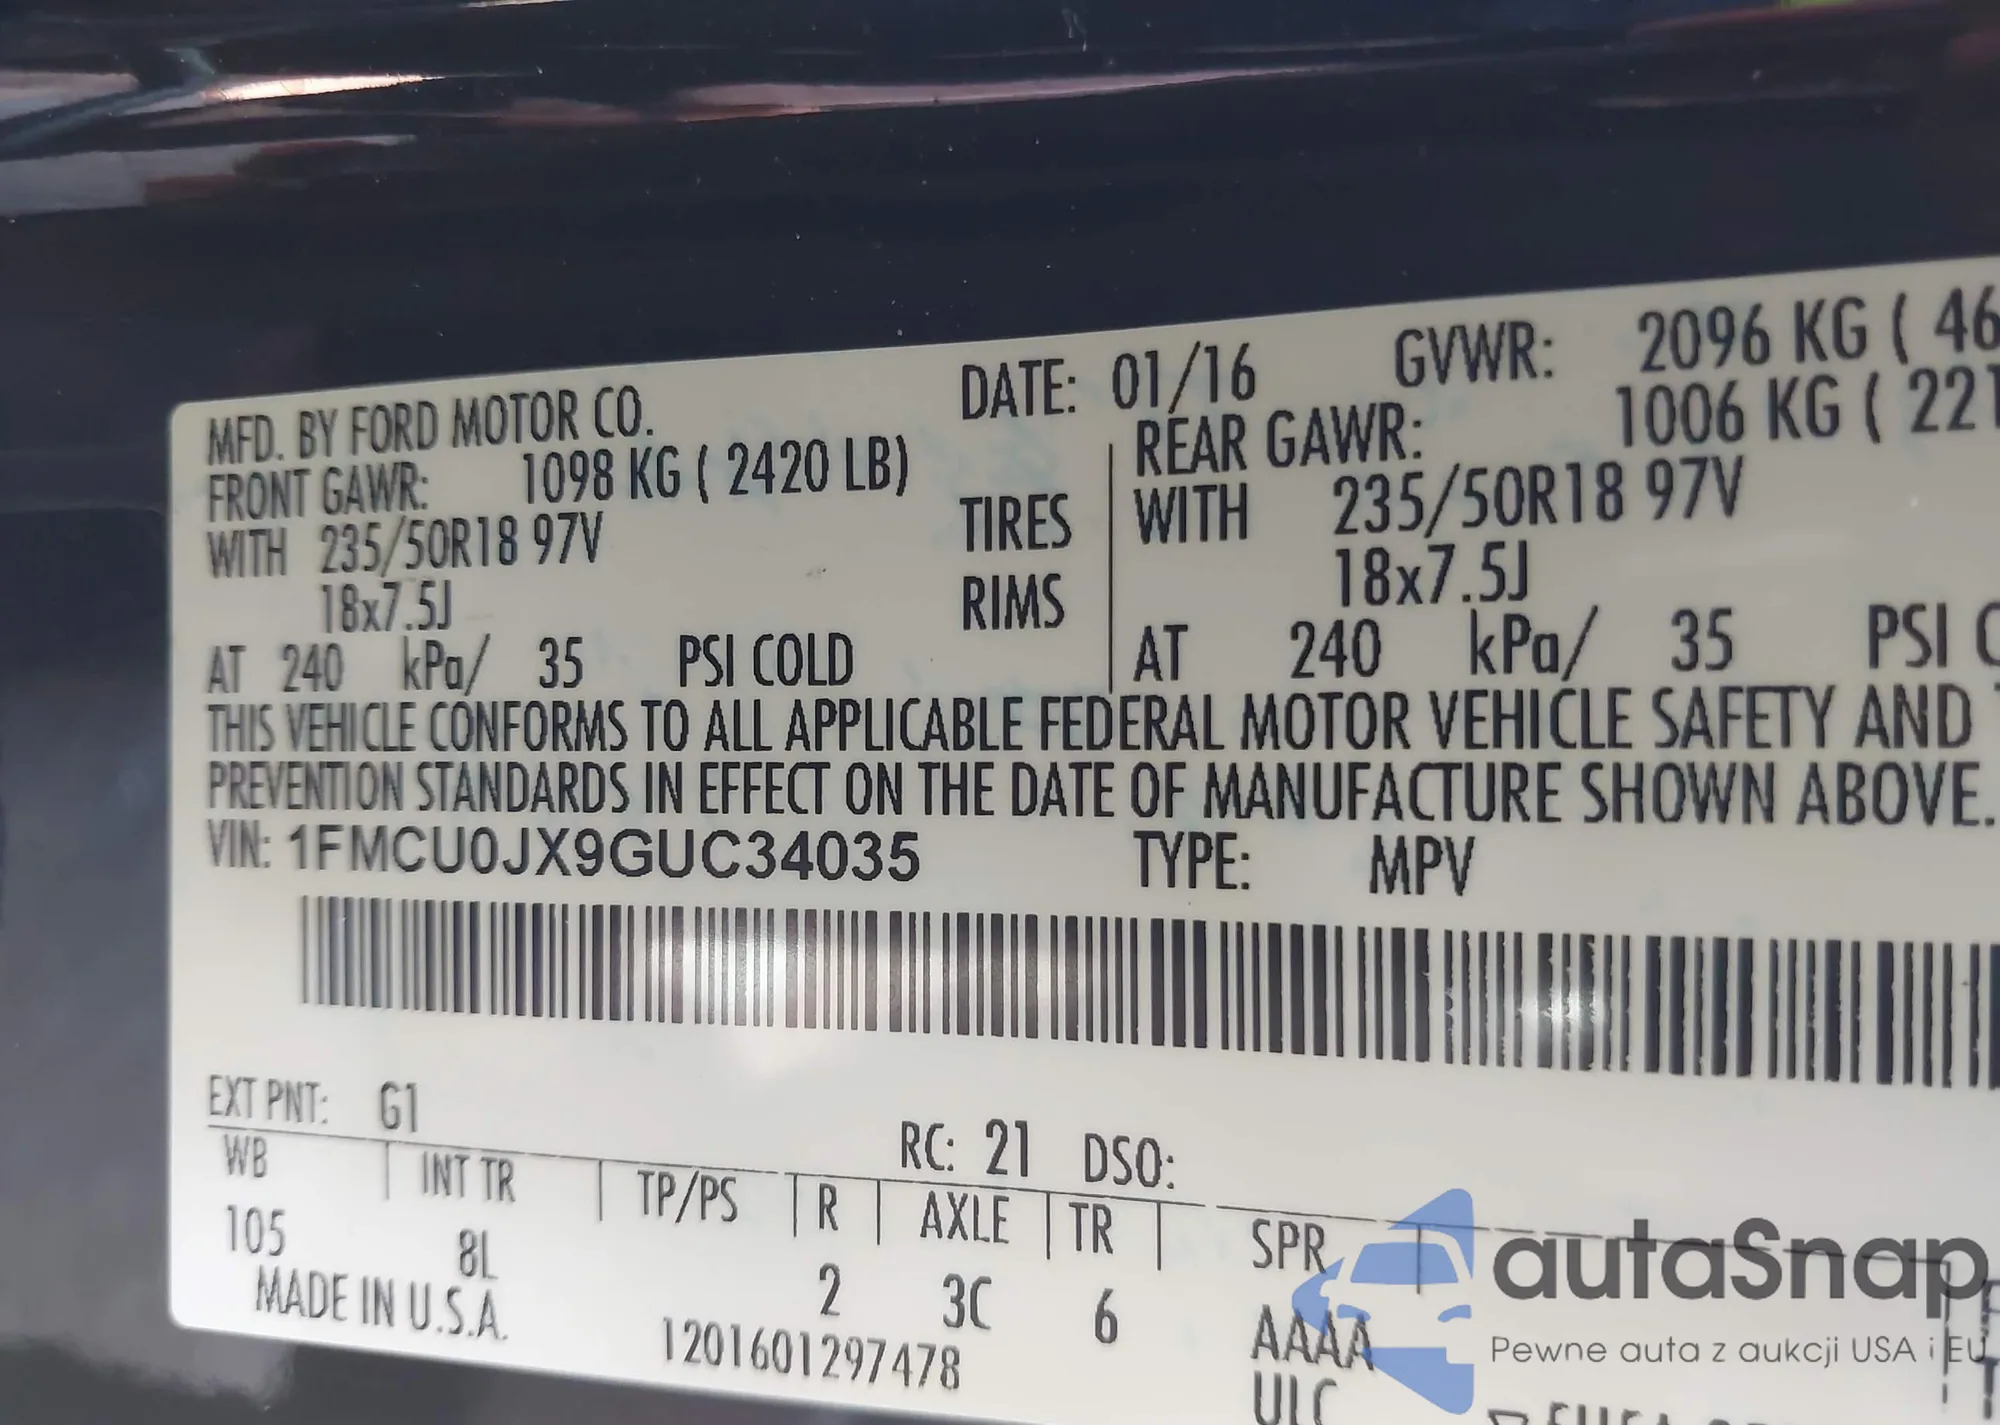 MFD. BY FORD MOTOR CO. DATE: 01/16 GVWR: 2096 KG ( 46
FRONT GAWR: 1098 KG ( 2420 LB) REAR GAWR: 1006 KG ( 221
WITH 235/50R18 97V TIRES WITH 235/50R18 97V
18x7.5J RIMS 18x7.5J
AT 240 kPa/ 35 PSI COLD AT 240 kPa/ 35 PSI C
THIS VEHICLE CONFORMS TO ALL APPLICABLE FEDERAL MOTOR VEHICLE SAFETY AND
PREVENTION STANDARDS IN EFFECT ON THE DATE OF MANUFACTURE SHOWN ABOVE.
VIN: 1FMCU0JX9GUC34035 TYPE: MPV
EXT PNT: G1 RC: 21 DSO:
WB INT TR TP/PS R AXLE TR SPR
105 8L 2 3C 6 AAAA
MADE IN U.S.A. 1201601297478 ULC
autaSnap
Pewne auta z aukcji USA i EU